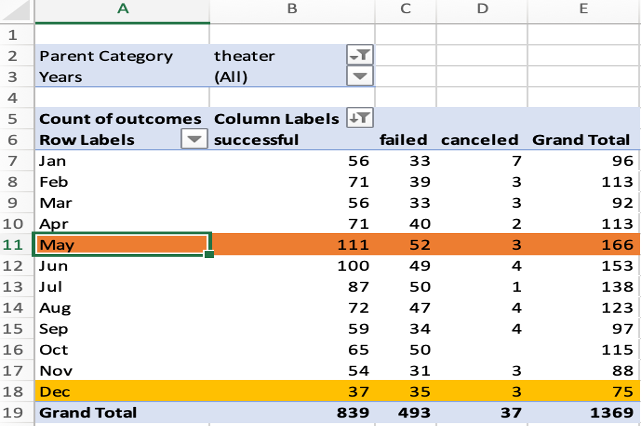 A B C D E
1
2 Parent Category theater
3 Years (All)
4
5 Count of outcomes Column Labels
6 Row Labels successful failed canceled Grand Total
7 Jan 56 33 7 96
8 Feb 71 39 3 113
9 Mar 56 33 3 92
10 Apr 71 40 2 113
11 May 111 52 3 166
12 Jun 100 49 4 153
13 Jul 87 50 1 138
14 Aug 72 47 4 123
15 Sep 59 34 4 97
16 Oct 65 50 115
17 Nov 54 31 3 88
18 Dec 37 35 3 75
19 Grand Total 839 493 37 1369